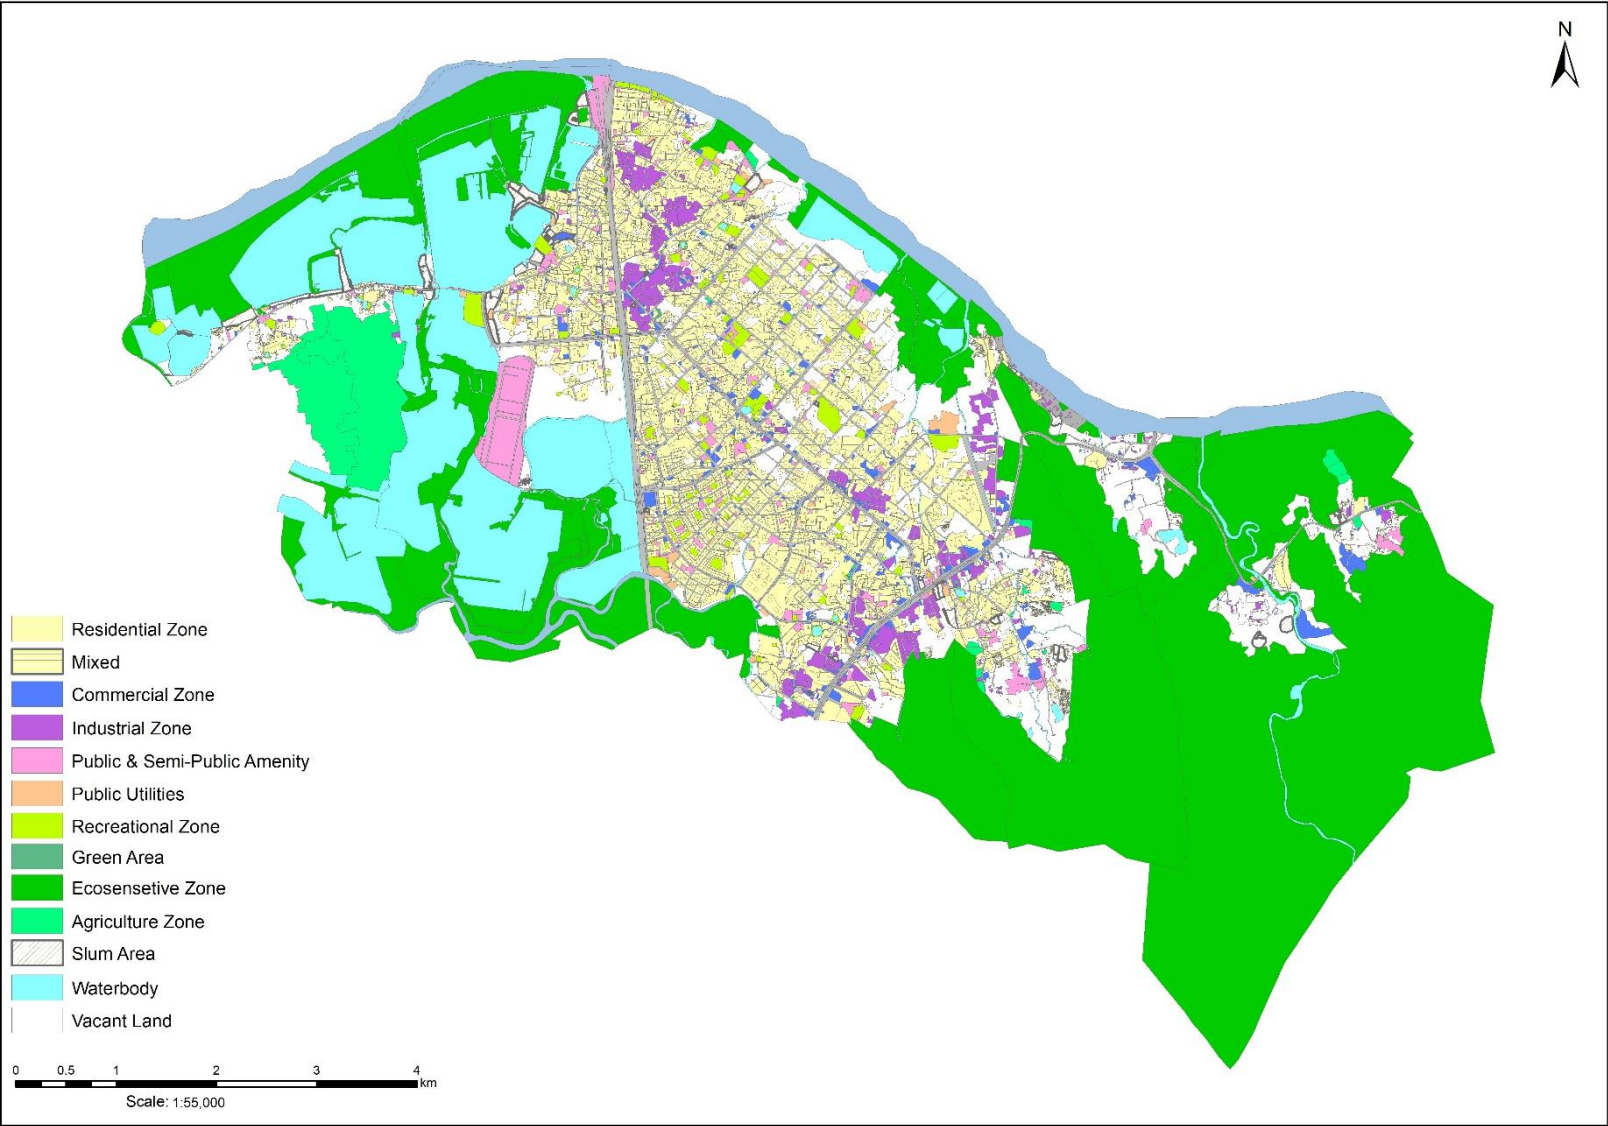 N
Residential Zone
Mixed
Commercial Zone
Industrial Zone
Public & Semi-Public Amenity
Public Utilities
Recreational Zone
Green Area
Ecosensetive Zone
Agriculture Zone
Slum Area
Waterbody
Vacant Land
0 0.5 1 2 3 4
km
Scale: 1:55,000